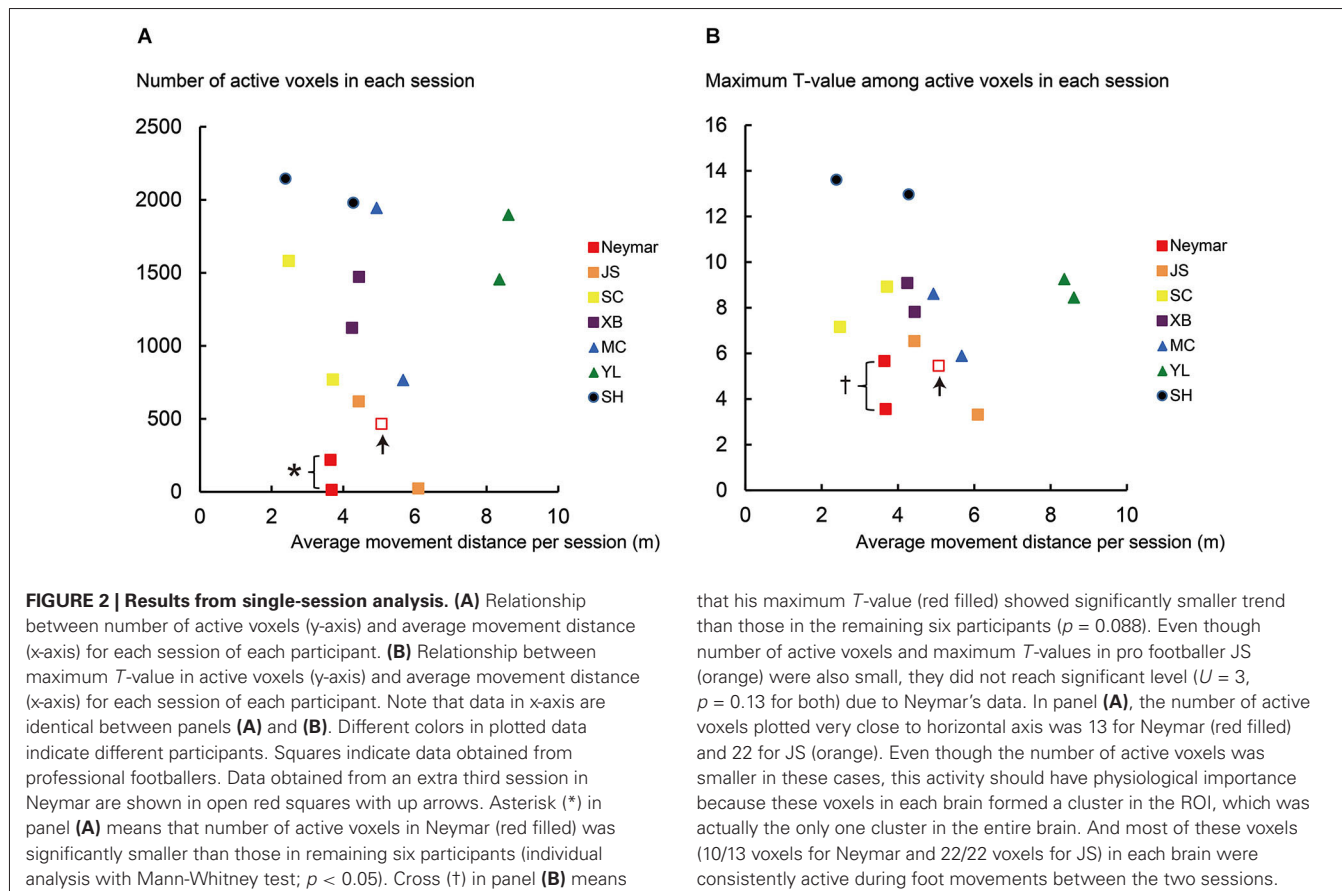 A
Number of active voxels in each session
2500
2000
1500
1000
500
0
0 2 4 6 8 10
Average movement distance per session (m)
*
Neymar
JS
SC
XB
MC
YL
SH
B
Maximum T-value among active voxels in each session
16
14
12
10
8
6
4
2
0
0 2 4 6 8 10
Average movement distance per session (m)
†
Neymar
JS
SC
XB
MC
YL
SH
FIGURE 2 | Results from single-session analysis. (A) Relationship
between number of active voxels (y-axis) and average movement distance
(x-axis) for each session of each participant. (B) Relationship between
maximum T-value in active voxels (y-axis) and average movement distance
(x-axis) for each session of each participant. Note that data in x-axis are
identical between panels (A) and (B). Different colors in plotted data
indicate different participants. Squares indicate data obtained from
professional footballers. Data obtained from an extra third session in
Neymar are shown in open red squares with up arrows. Asterisk (*) in
panel (A) means that number of active voxels in Neymar (red filled) was
significantly smaller than those in remaining six participants (individual
analysis with Mann-Whitney test; p < 0.05). Cross (†) in panel (B) means
that his maximum T-value (red filled) showed significantly smaller trend
than those in the remaining six participants (p = 0.088). Even though
number of active voxels and maximum T-values in pro footballer JS
(orange) were also small, they did not reach significant level (U = 3,
p = 0.13 for both) due to Neymar's data. In panel (A), the number of active
voxels plotted very close to horizontal axis was 13 for Neymar (red filled)
and 22 for JS (orange). Even though the number of active voxels was
smaller in these cases, this activity should have physiological importance
because these voxels in each brain formed a cluster in the ROI, which was
actually the only one cluster in the entire brain. And most of these voxels
(10/13 voxels for Neymar and 22/22 voxels for JS) in each brain were
consistently active during foot movements between the two sessions.